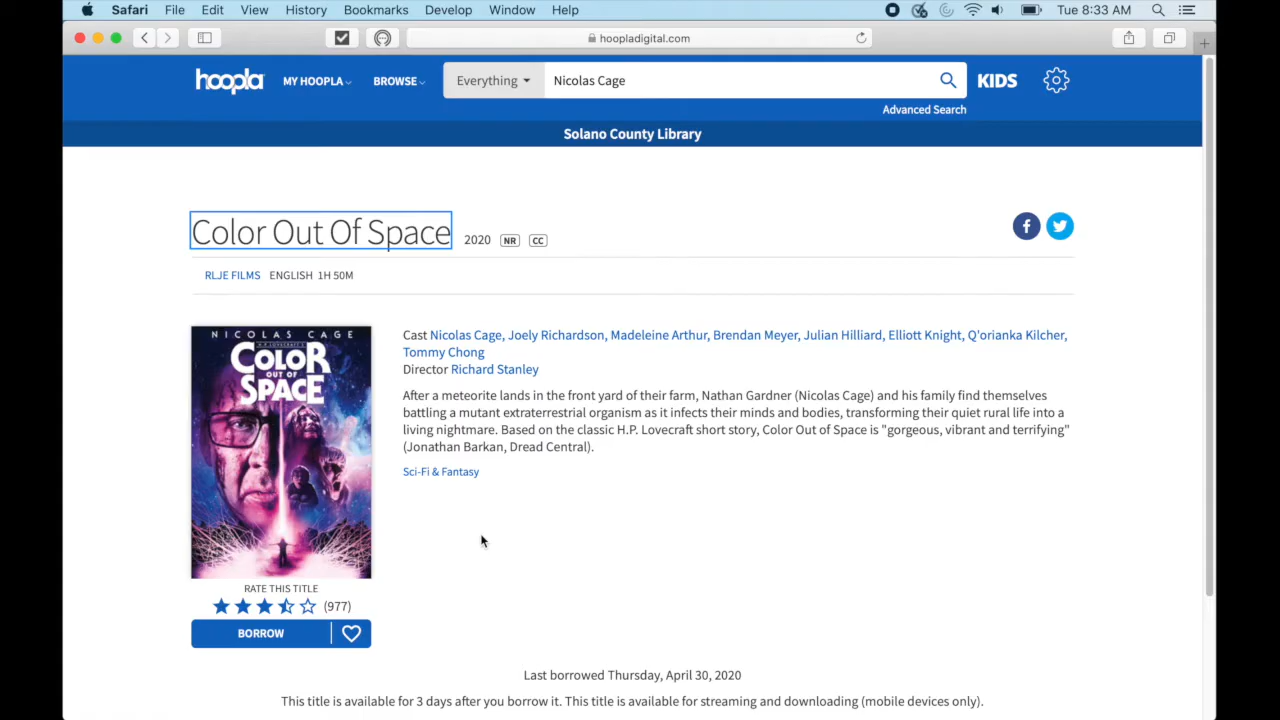 Safari File Edit View History Bookmarks Develop Window Help Tue 8:33 AM
hoopladigital.com
hoopla MY HOOPLA BROWSE Everything Nicolas Cage KIDS
Advanced Search
Solano County Library
Color Out Of Space 2020 NR CC
RLJE FILMS ENGLISH 1H 50M
NICOLAS CAGE
H.P. LOVECRAFT'S
COLOR
OUT OF
SPACE
Cast Nicolas Cage, Joely Richardson, Madeleine Arthur, Brendan Meyer, Julian Hilliard, Elliott Knight, Q'orianka Kilcher,
Tommy Chong
Director Richard Stanley
After a meteorite lands in the front yard of their farm, Nathan Gardner (Nicolas Cage) and his family find themselves
battling a mutant extraterrestrial organism as it infects their minds and bodies, transforming their quiet rural life into a
living nightmare. Based on the classic H.P. Lovecraft short story, Color Out of Space is "gorgeous, vibrant and terrifying"
(Jonathan Barkan, Dread Central).
Sci-Fi & Fantasy
RATE THIS TITLE
(977)
BORROW
Last borrowed Thursday, April 30, 2020
This title is available for 3 days after you borrow it. This title is available for streaming and downloading (mobile devices only).